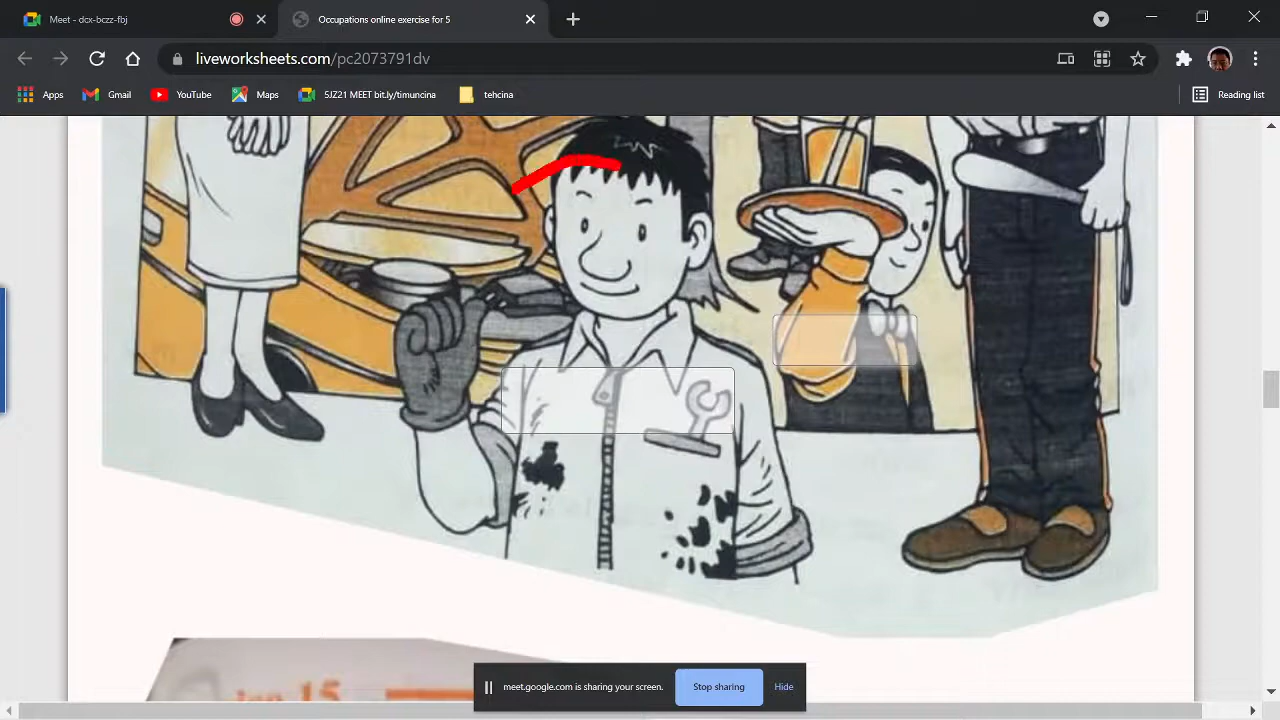 Meet - dcx-bczz-fbj
Occupations online exercise for 5
liveworksheets.com/pc2073791dv
Apps
Gmail
YouTube
Maps
5JZ21 MEET bit.ly/timuncina
tehcina
Reading list
15
meet.google.com is sharing your screen.
Stop sharing
Hide